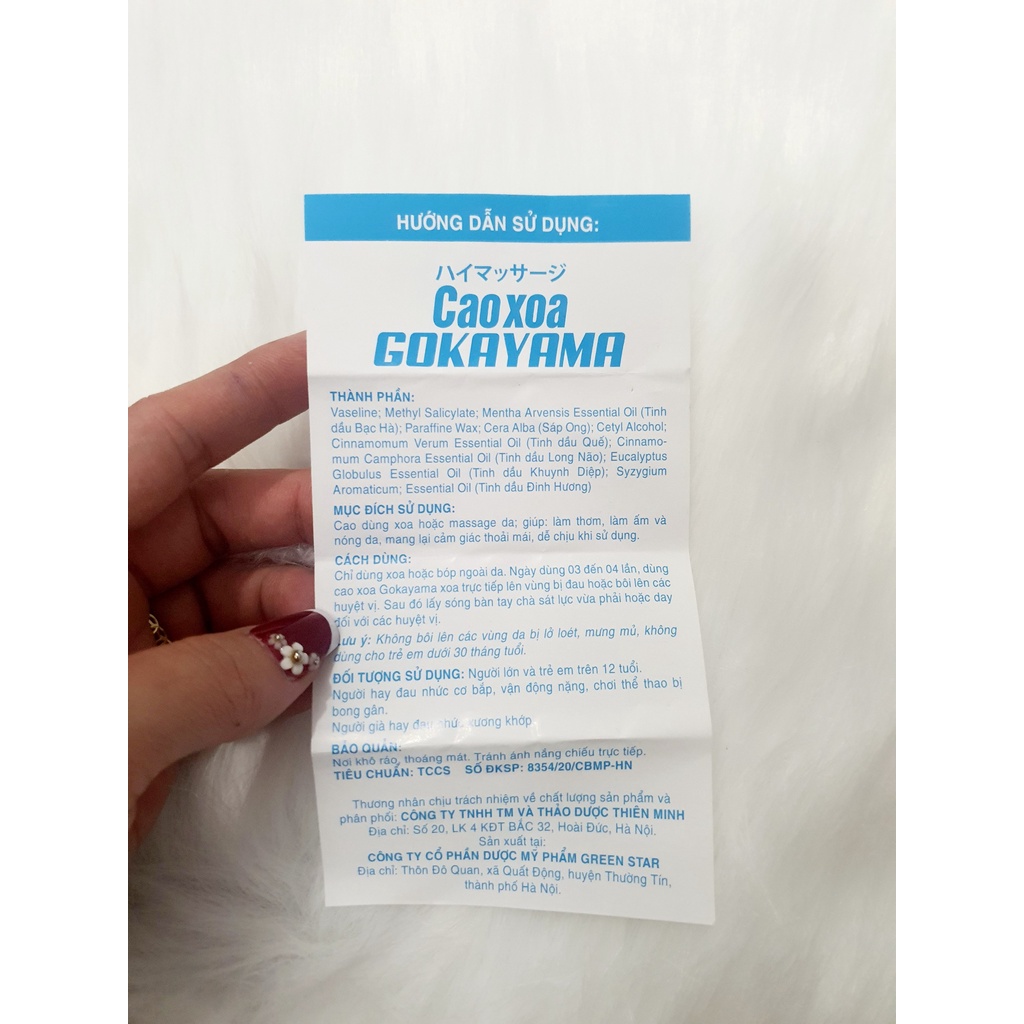 HƯỚNG DẪN SỬ DỤNG:
ハイマッサージ
Cao xoa
GOKAYAMA
THÀNH PHẦN:
Vaseline; Methyl Salicylate; Mentha Arvensis Essential Oil (Tinh
dầu Bạc Hà); Paraffine Wax; Cera Alba (Sáp Ong); Cetyl Alcohol;
Cinnamomum Verum Essential Oil (Tinh dầu Quế); Cinnamo-
mum Camphora Essential Oil (Tinh dầu Long Não); Eucalyptus
Globulus Essential Oil (Tinh dầu Khuynh Diệp); Syzygium
Aromaticum; Essential Oil (Tinh dầu Đinh Hương)
MỤC ĐÍCH SỬ DỤNG:
Cao dùng xoa hoặc massage da; giúp: làm thơm, làm ấm và
nóng da, mang lại cảm giác thoải mái, dễ chịu khi sử dụng.
CÁCH DÙNG:
Chỉ dùng xoa hoặc bóp ngoài da. Ngày dùng 03 đến 04 lần, dùng
cao xoa Gokayama xoa trực tiếp lên vùng bị đau hoặc bôi lên các
huyệt vị. Sau đó lấy sóng bàn tay chà sát lực vừa phải hoặc day
đối với các huyệt vị.
Lưu ý: Không bôi lên các vùng da bị lở loét, mưng mủ, không
dùng cho trẻ em dưới 30 tháng tuổi.
ĐỐI TƯỢNG SỬ DỤNG: Người lớn và trẻ em trên 12 tuổi.
Người hay đau nhức cơ bắp, vận động nặng, chơi thể thao bị
bong gân.
Người già hay đau nhức xương khớp
BẢO QUẢN:
Nơi khô ráo, thoáng mát. Tránh ánh nắng chiếu trực tiếp.
TIÊU CHUẨN: TCCS SỐ ĐKSP: 8354/20/CBMP-HN
Thương nhân chịu trách nhiệm về chất lượng sản phẩm và
phân phối: CÔNG TY TNHH TM VÀ THẢO DƯỢC THIÊN MINH
Địa chỉ: Số 20, LK 4 KĐT BẮC 32, Hoài Đức, Hà Nội.
Sản xuất tại:
CÔNG TY CỔ PHẦN DƯỢC MỸ PHẨM GREEN STAR
Địa chỉ: Thôn Đô Quan, xã Quất Động, huyện Thường Tín,
thành phố Hà Nội.